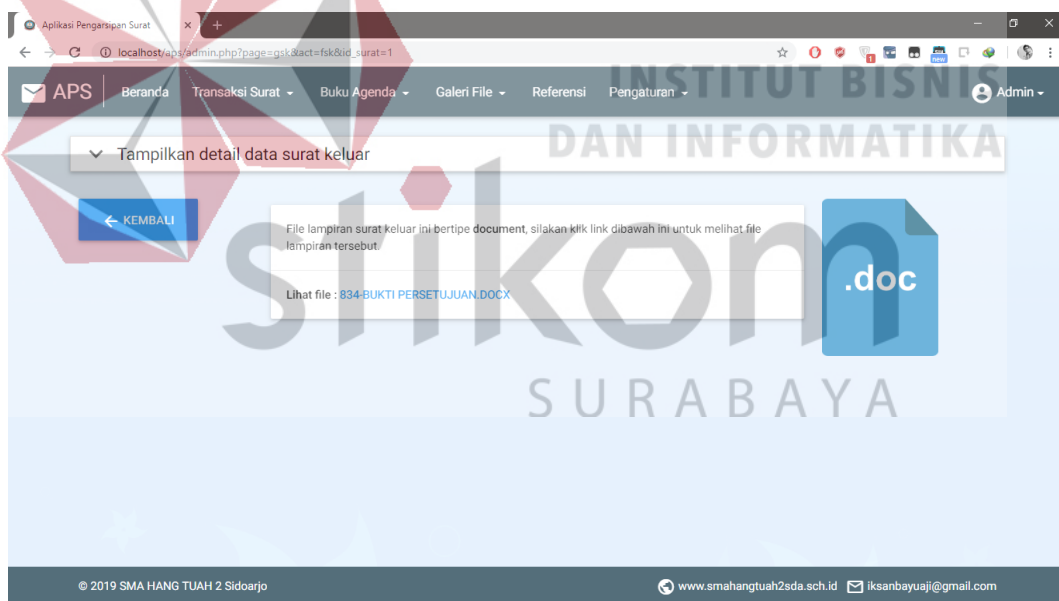 Aplikasi Pengarsipan Surat
localhost/aps/admin.php?page=gsk&act=fsk&id_surat=1
1
new
APS
Beranda
Transaksi Surat
Buku Agenda
Galeri File
Referensi
Pengaturan
Admin
INSTITUT BISNIS
DAN INFORMATIKA
Tampilkan detail data surat keluar
KEMBALI
File lampiran surat keluar ini bertipe document, silakan klik link dibawah ini untuk melihat file
lampiran tersebut.
Lihat file : 834-BUKTI PERSETUJUAN.DOCX
.doc
stikom
SURABAYA
© 2019 SMA HANG TUAH 2 Sidoarjo
www.smahangtuah2sda.sch.id
iksanbayuaji@gmail.com